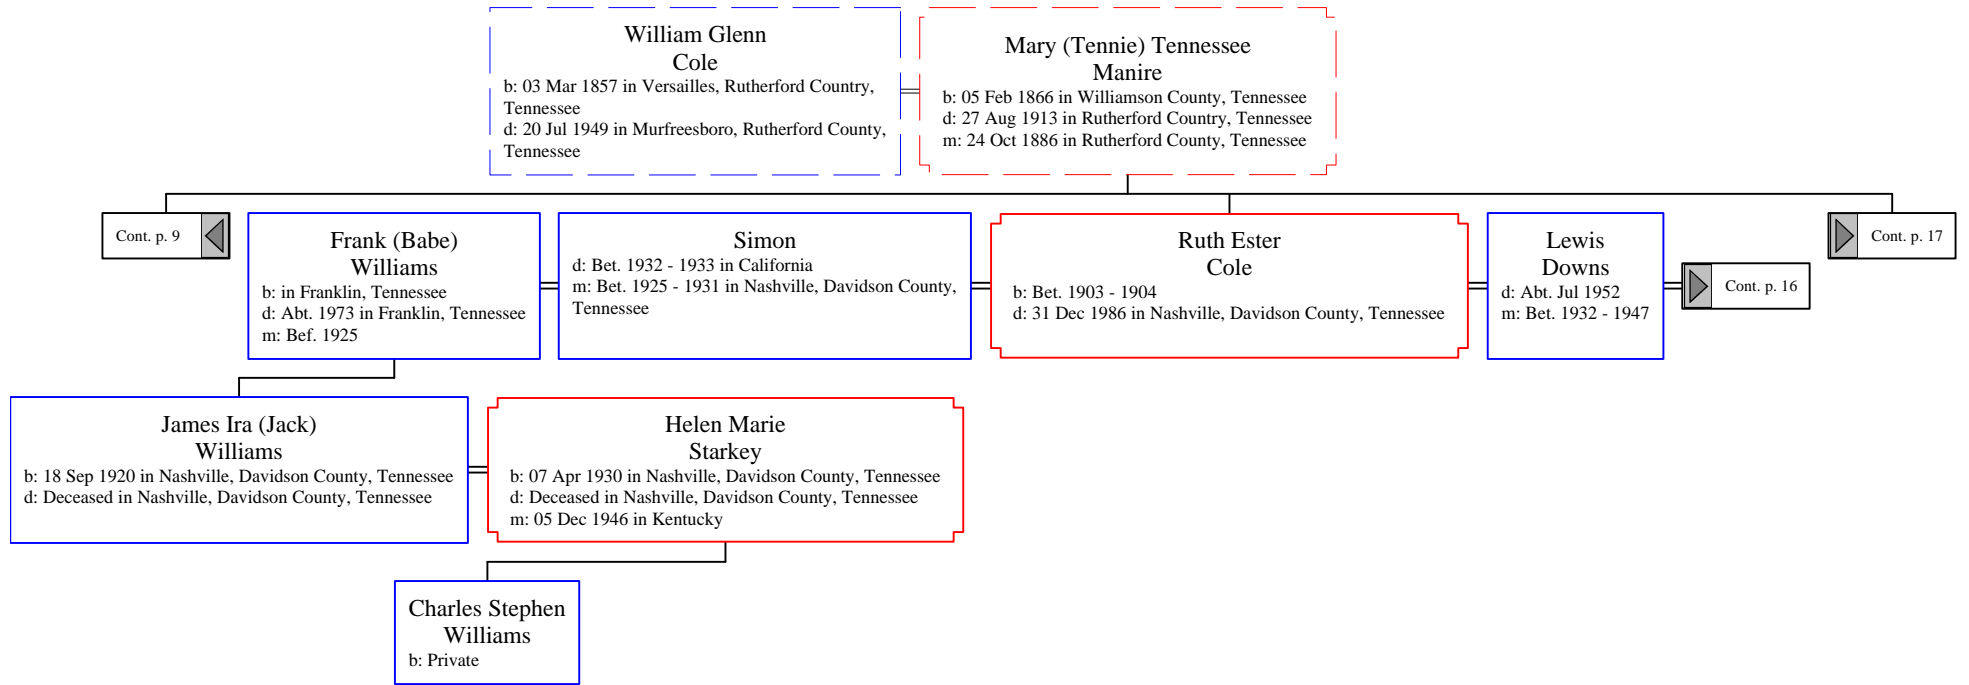 William Glenn
Cole
b: 03 Mar 1857 in Versailles, Rutherford Country,
Tennessee
d: 20 Jul 1949 in Murfreesboro, Rutherford County,
Tennessee
Mary (Tennie) Tennessee
Manire
b: 05 Feb 1866 in Williamson County, Tennessee
d: 27 Aug 1913 in Rutherford Country, Tennessee
m: 24 Oct 1886 in Rutherford County, Tennessee
Cont. p. 9
Frank (Babe)
Williams
b: in Franklin, Tennessee
d: Abt. 1973 in Franklin, Tennessee
m: Bef. 1925
Simon
d: Bet. 1932 - 1933 in California
m: Bet. 1925 - 1931 in Nashville, Davidson County,
Tennessee
Ruth Ester
Cole
b: Bet. 1903 - 1904
d: 31 Dec 1986 in Nashville, Davidson County, Tennessee
Lewis
Downs
d: Abt. Jul 1952
m: Bet. 1932 - 1947
Cont. p. 16
Cont. p. 17
James Ira (Jack)
Williams
b: 18 Sep 1920 in Nashville, Davidson County, Tennessee
d: Deceased in Nashville, Davidson County, Tennessee
Helen Marie
Starkey
b: 07 Apr 1930 in Nashville, Davidson County, Tennessee
d: Deceased in Nashville, Davidson County, Tennessee
m: 05 Dec 1946 in Kentucky
Charles Stephen
Williams
b: Private